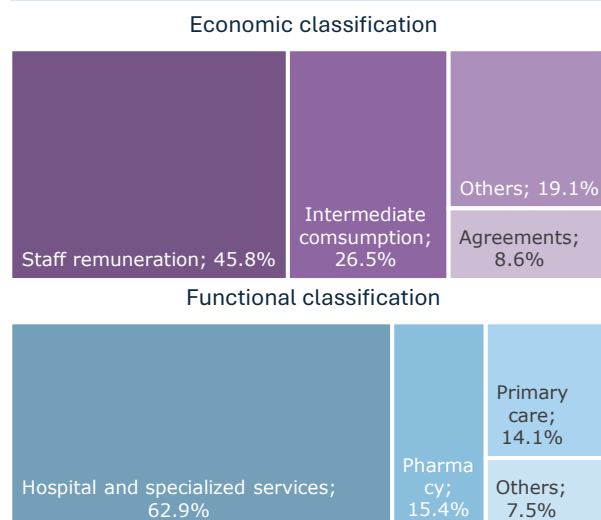 Economic classification
Staff remuneration; 45.8%
Intermediate
comsumption;
26.5%
Others; 19.1%
Agreements;
8.6%
Functional classification
Hospital and specialized services;
62.9%
Pharma
cy;
15.4%
Primary
care;
14.1%
Others;
7.5%